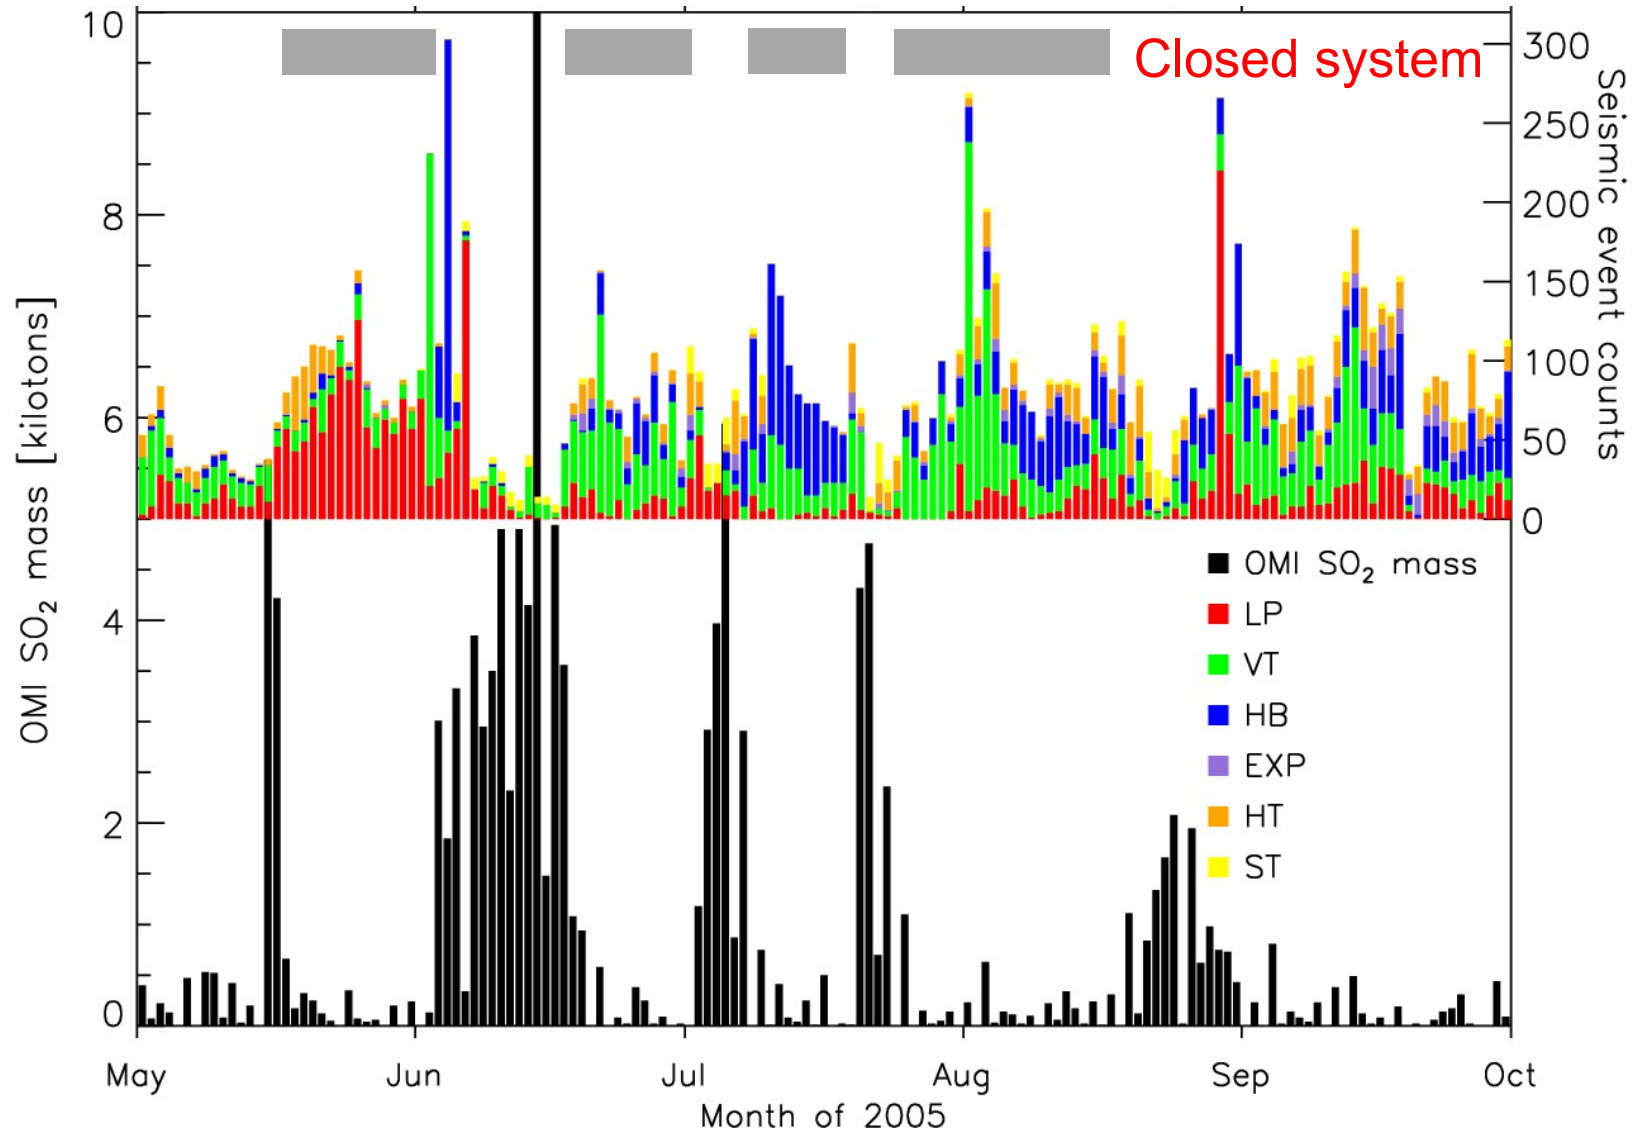 10
8
6
4
2
0
OMI SO2 mass [kilotons]
Closed system
300
250
200
150
100
50
0
Seismic event counts
OMI SO2 mass
LP
VT
HB
EXP
HT
ST
May
Jun
Jul
Aug
Sep
Oct
Month of 2005